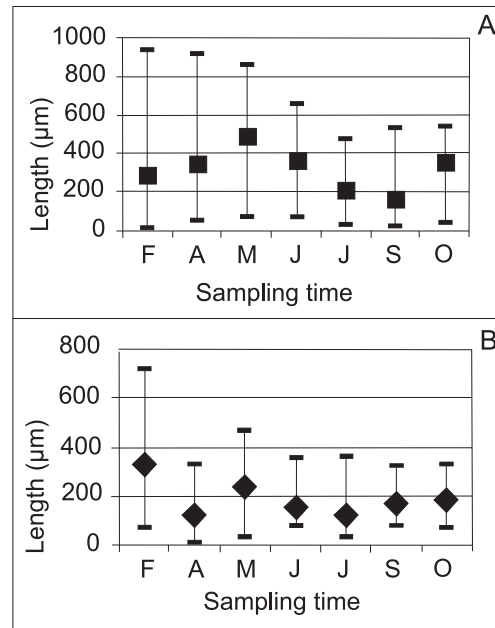 A
1000
800
600
400
200
0
Length (µm)
F A M J J S O
Sampling time
B
800
600
400
200
0
Length (µm)
F A M J J S O
Sampling time